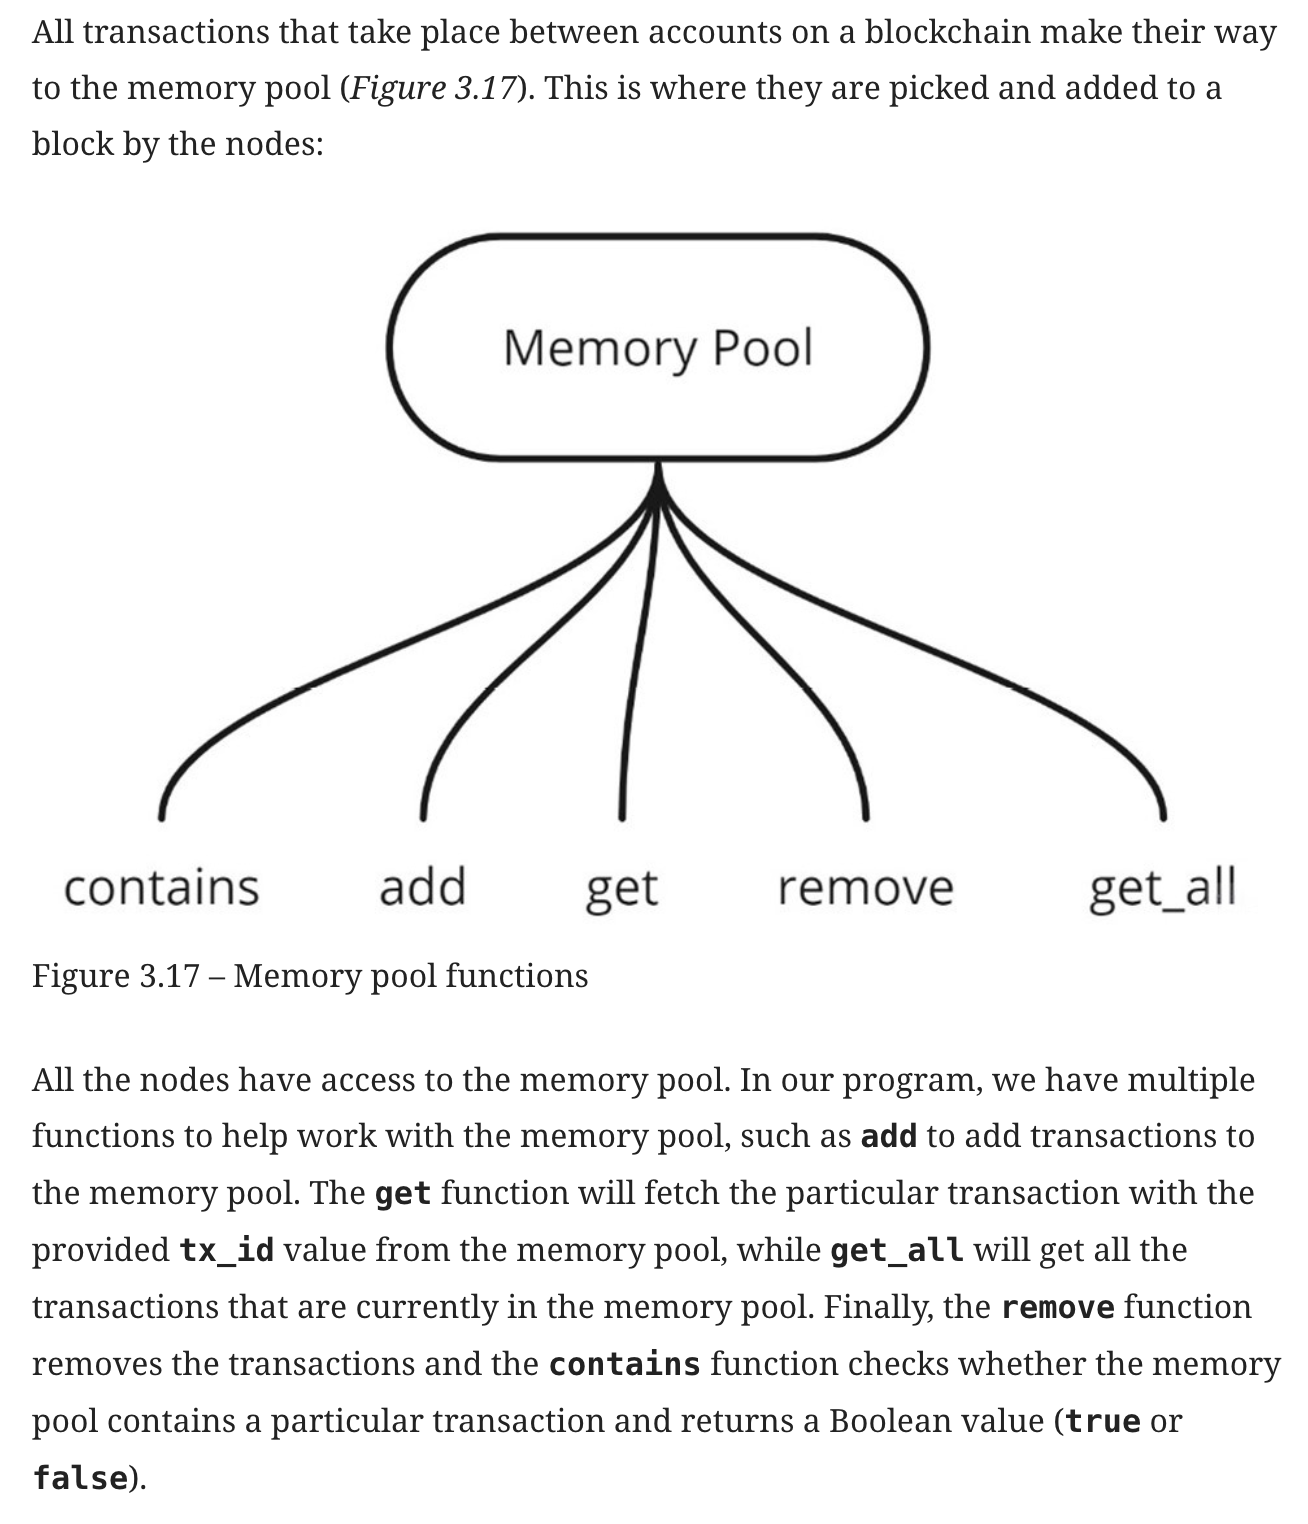 All transactions that take place between accounts on a blockchain make their way
to the memory pool (Figure 3.17). This is where they are picked and added to a
block by the nodes:
Memory Pool
contains add get remove get_all
Figure 3.17 – Memory pool functions
All the nodes have access to the memory pool. In our program, we have multiple
functions to help work with the memory pool, such as add to add transactions to
the memory pool. The get function will fetch the particular transaction with the
provided tx_id value from the memory pool, while get_all will get all the
transactions that are currently in the memory pool. Finally, the remove function
removes the transactions and the contains function checks whether the memory
pool contains a particular transaction and returns a Boolean value (true or
false).